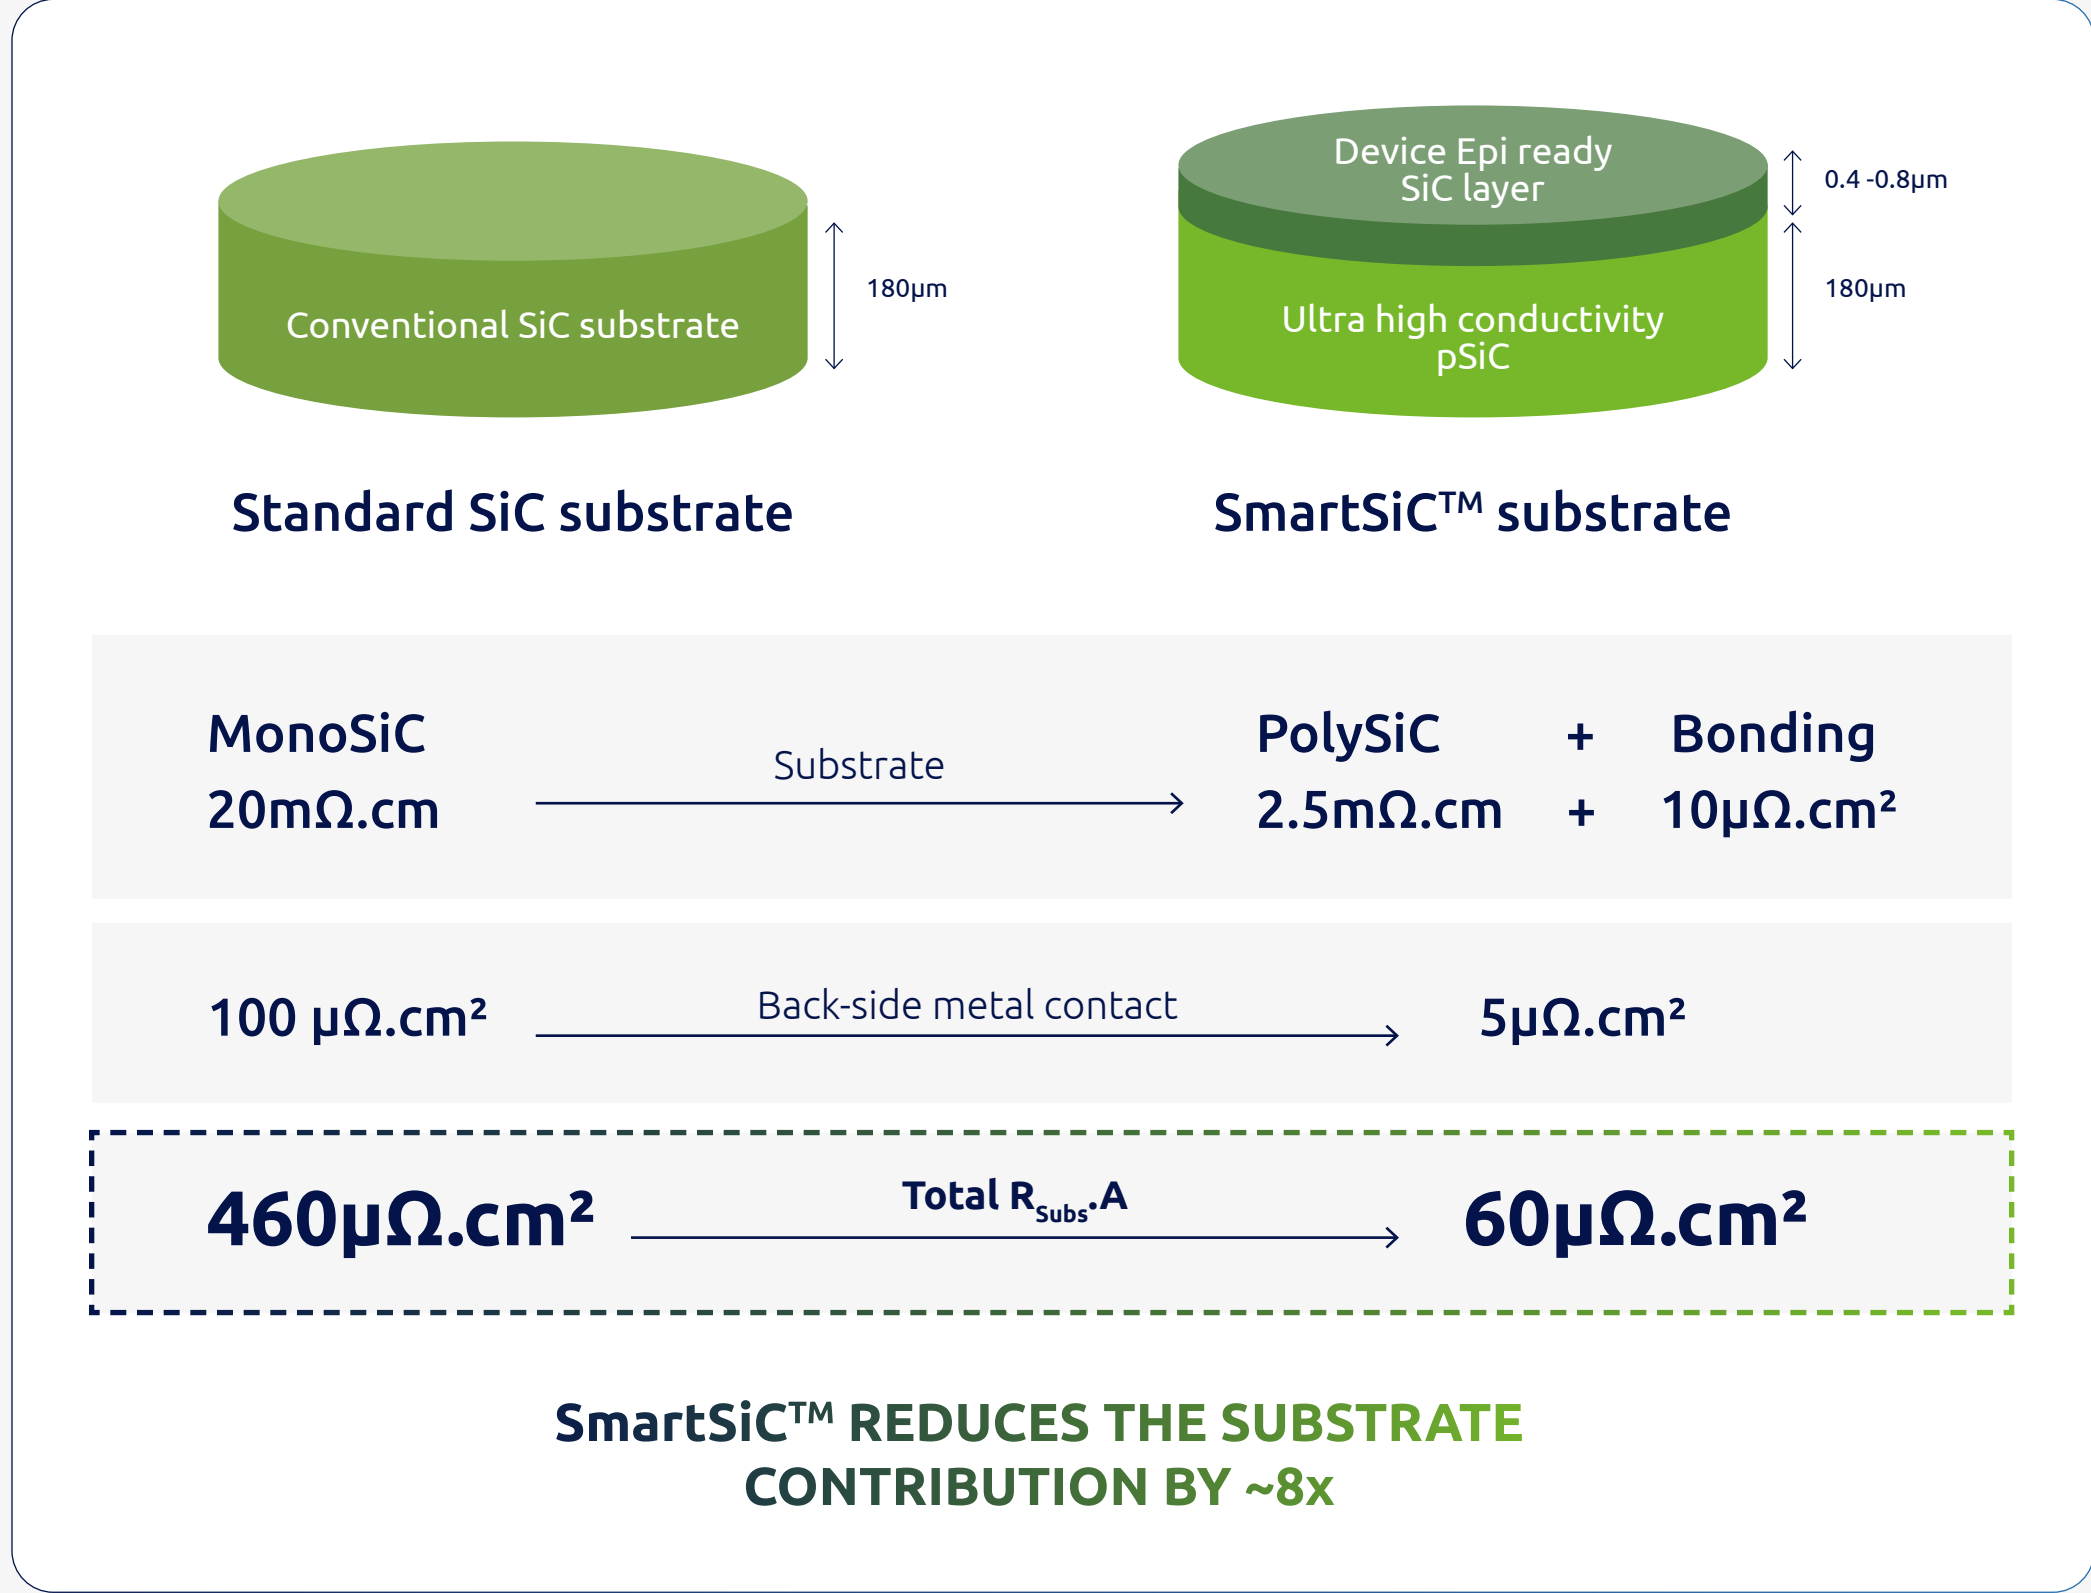 Device Epi ready
SiC layer
0.4 -0.8µm
Conventional SiC substrate
180µm
Ultra high conductivity
pSiC
180µm
Standard SiC substrate
SmartSiC™ substrate
MonoSiC
20mΩ.cm
Substrate
PolySiC + Bonding
2.5mΩ.cm + 10µΩ.cm²
100 µΩ.cm²
Back-side metal contact
5µΩ.cm²
460µΩ.cm²
Total RSubs.A
60µΩ.cm²
SmartSiC™ REDUCES THE SUBSTRATE
CONTRIBUTION BY ~8x